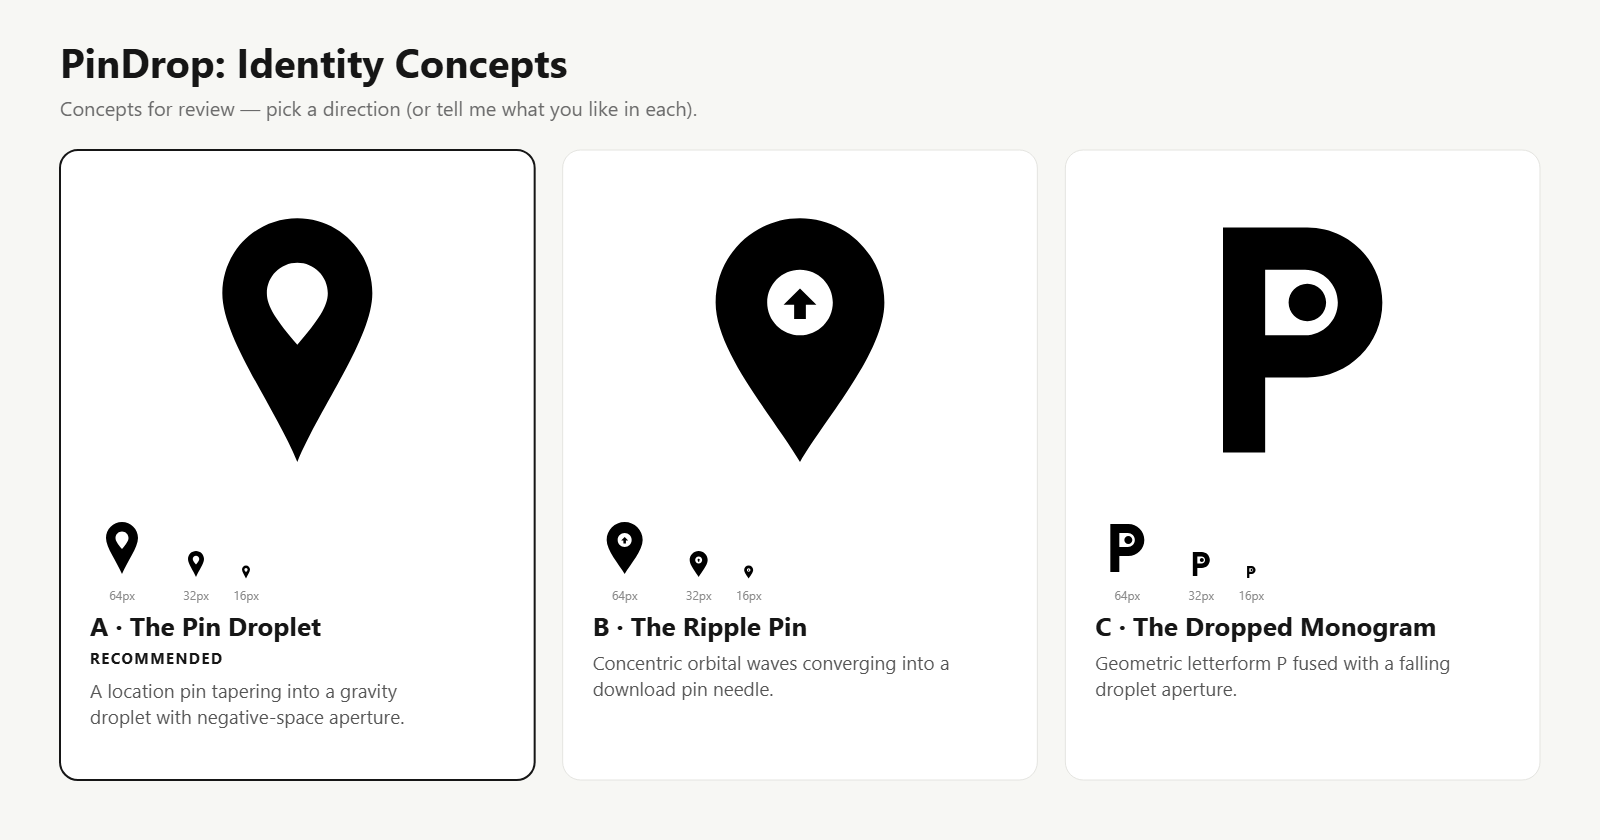 PinDrop: Identity Concepts
Concepts for review — pick a direction (or tell me what you like in each).
64px 32px 16px
A · The Pin Droplet
RECOMMENDED
A location pin tapering into a gravity
droplet with negative-space aperture.
64px 32px 16px
B · The Ripple Pin
Concentric orbital waves converging into a
download pin needle.
P
P P P
64px 32px 16px
C · The Dropped Monogram
Geometric letterform P fused with a falling
droplet aperture.